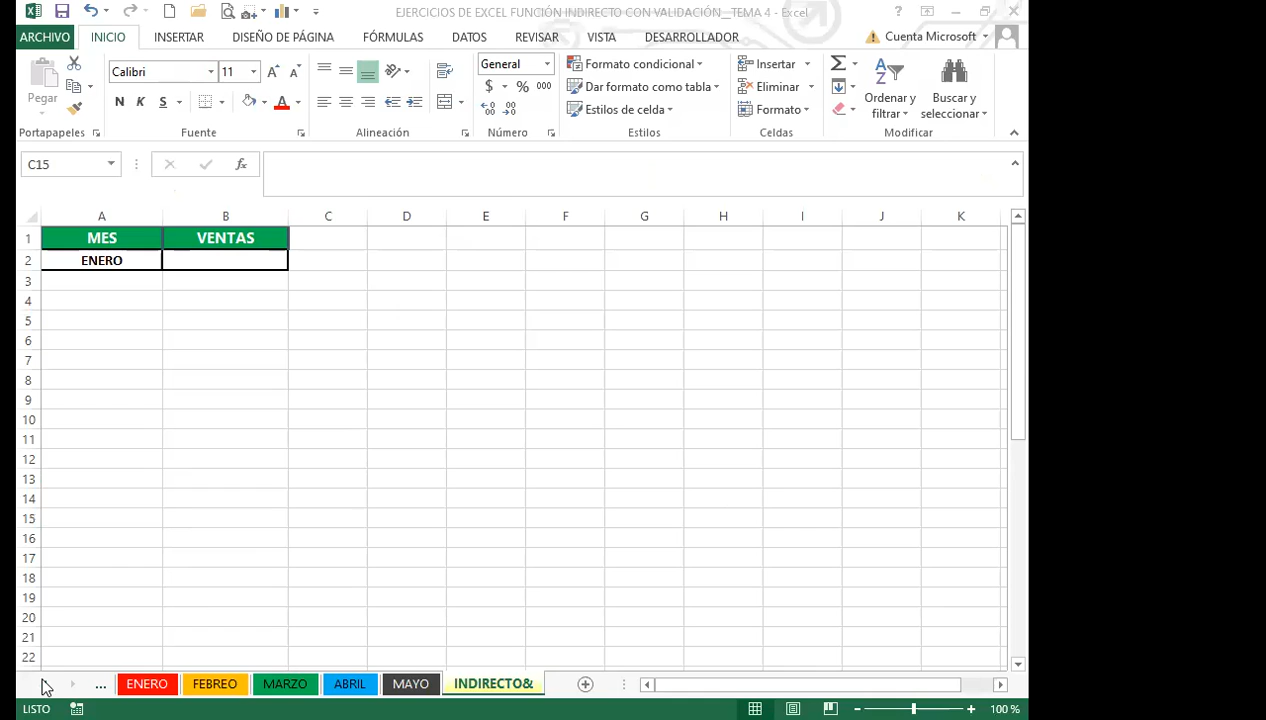 EJERCICIOS DE EXCEL FUNCIÓN INDIRECTO CON VALIDACIÓN_ TEMA 4 - Excel
ARCHIVO INICIO INSERTAR DISEÑO DE PÁGINA FÓRMULAS DATOS REVISAR VISTA DESARROLLADOR Cuenta Microsoft
Pegar Calibri 11 General Formato condicional Insertar
N K S A $ % 000 Dar formato como tabla Eliminar Ordenar y filtrar Buscar y seleccionar
Estilos de celda Formato
Portapapeles Fuente Alineación Número Estilos Celdas Modificar
C15 fx
A B C D E F G H I J K
1 MES VENTAS
2 ENERO
3
4
5
6
7
8
9
10
11
12
13
14
15
16
17
18
19
20
21
22
... ENERO FEBREO MARZO ABRIL MAYO INDIRECTO&
LISTO 100 %